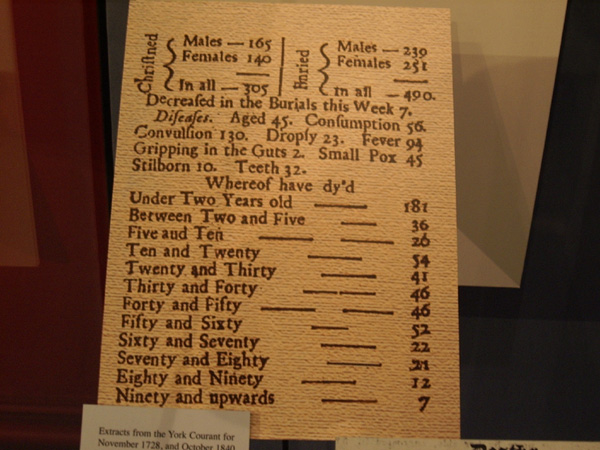 Chriſtned
Males — 165
Females 140
In all — 305
Buried
Males — 239
Females 251
In all — 490.
Decreaſed in the Burials this Week 7.
Diſeaſes. Aged 45. Conſumption 56.
Convulſion 130. Dropſy 23. Fever 94
Gripping in the Guts 2. Small Pox 45
Stilborn 10. Teeth 32.
Whereof have dy'd
Under Two Years old — 181
Between Two and Five — 36
Five and Ten — 26
Ten and Twenty — 54
Twenty and Thirty — 41
Thirty and Forty — 46
Forty and fifty — 46
Fifty and Sixty — 52
Sixty and Seventy — 22
Seventy and Eighty — 21
Eighty and Ninety — 12
Ninety and upwards — 7
Extracts from the York Courant for
November 1728, and October 1840